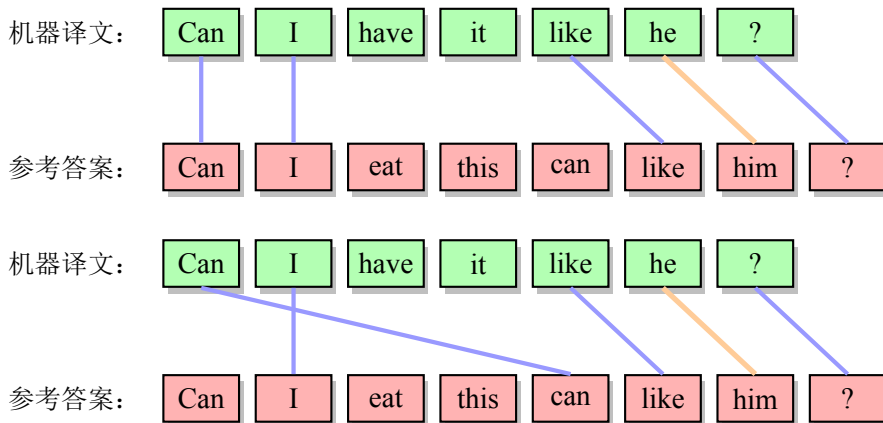 机器译文： Can I have it like he ?
参考答案： Can I eat this can like him ?
机器译文： Can I have it like he ?
参考答案： Can I eat this can like him ?